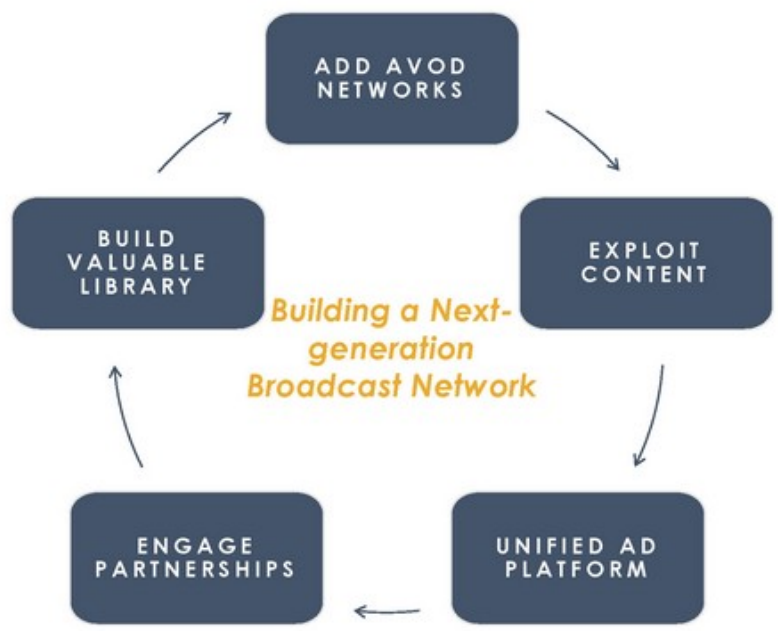 ADD AVOD
NETWORKS
EXPLOIT
CONTENT
UNIFIED AD
PLATFORM
ENGAGE
PARTNERSHIPS
BUILD
VALUABLE
LIBRARY
Building a Next-
generation
Broadcast Network